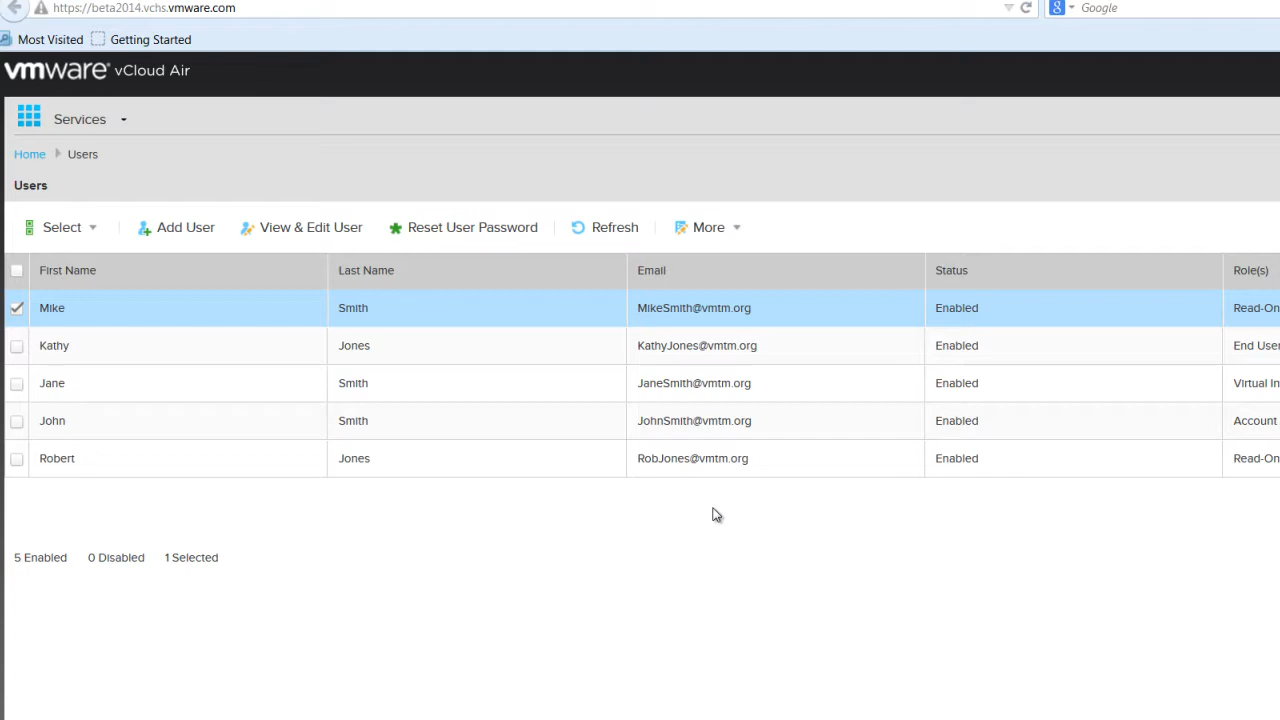 https://beta2014.vchs.vmware.com
Google
Most Visited Getting Started
vmware vCloud Air
Services
Home Users
Users
Select Add User View & Edit User Reset User Password Refresh More
First Name Last Name Email Status Role(s)
Mike Smith MikeSmith@vmtm.org Enabled Read-On
Kathy Jones KathyJones@vmtm.org Enabled End User
Jane Smith JaneSmith@vmtm.org Enabled Virtual In
John Smith JohnSmith@vmtm.org Enabled Account
Robert Jones RobJones@vmtm.org Enabled Read-On
5 Enabled 0 Disabled 1 Selected